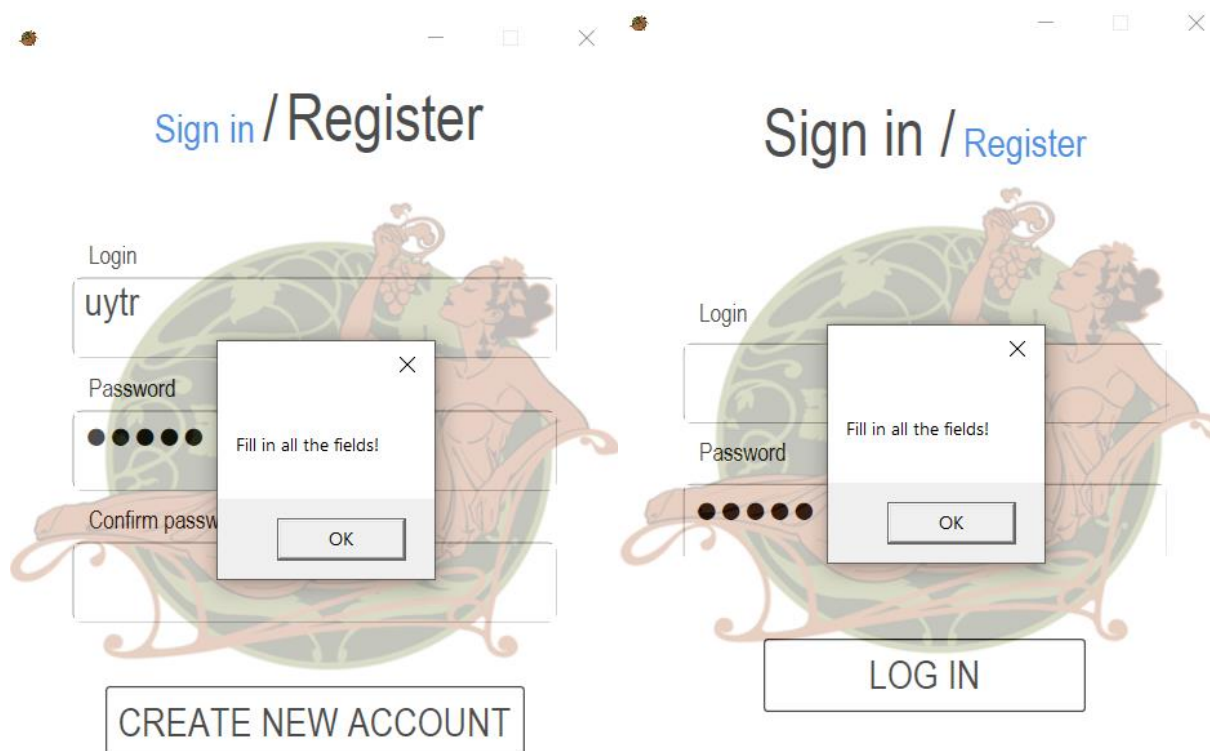 Sign in / Register
Login
uytr
Password
Fill in all the fields!
Confirm passw
OK
CREATE NEW ACCOUNT
Sign in / Register
Login
Fill in all the fields!
Password
OK
LOG IN